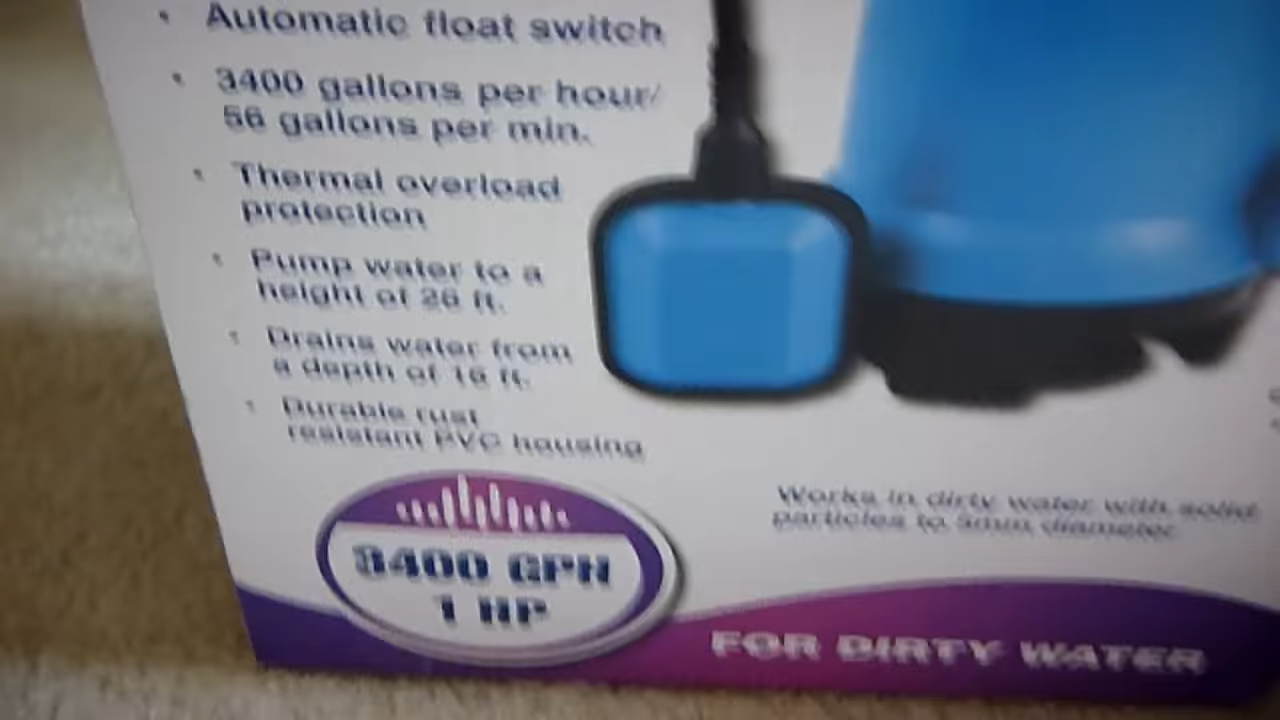 • Automatic float switch
• 3400 gallons per hour/
56 gallons per min.
• Thermal overload
protection
• Pump water to a
height of 26 ft.
• Drains water from
a depth of 16 ft.
• Durable rust
resistant PVC housing
Works in dirty water with solid
particles to 5mm diameter
3400 GPH
1 HP
FOR DIRTY WATER